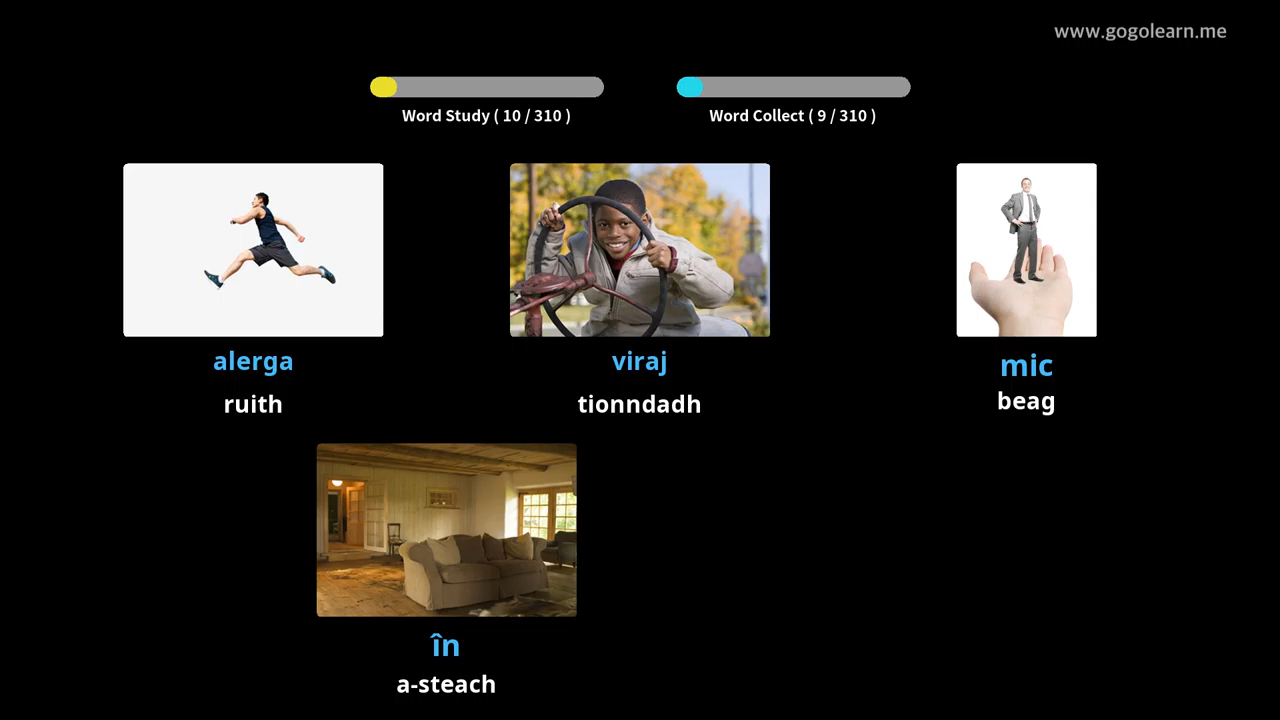 www.gogolearn.me
Word Study ( 10 / 310 )
Word Collect ( 9 / 310 )
alerga
viraj
mic
ruith
tionndadh
beag
în
a-steach